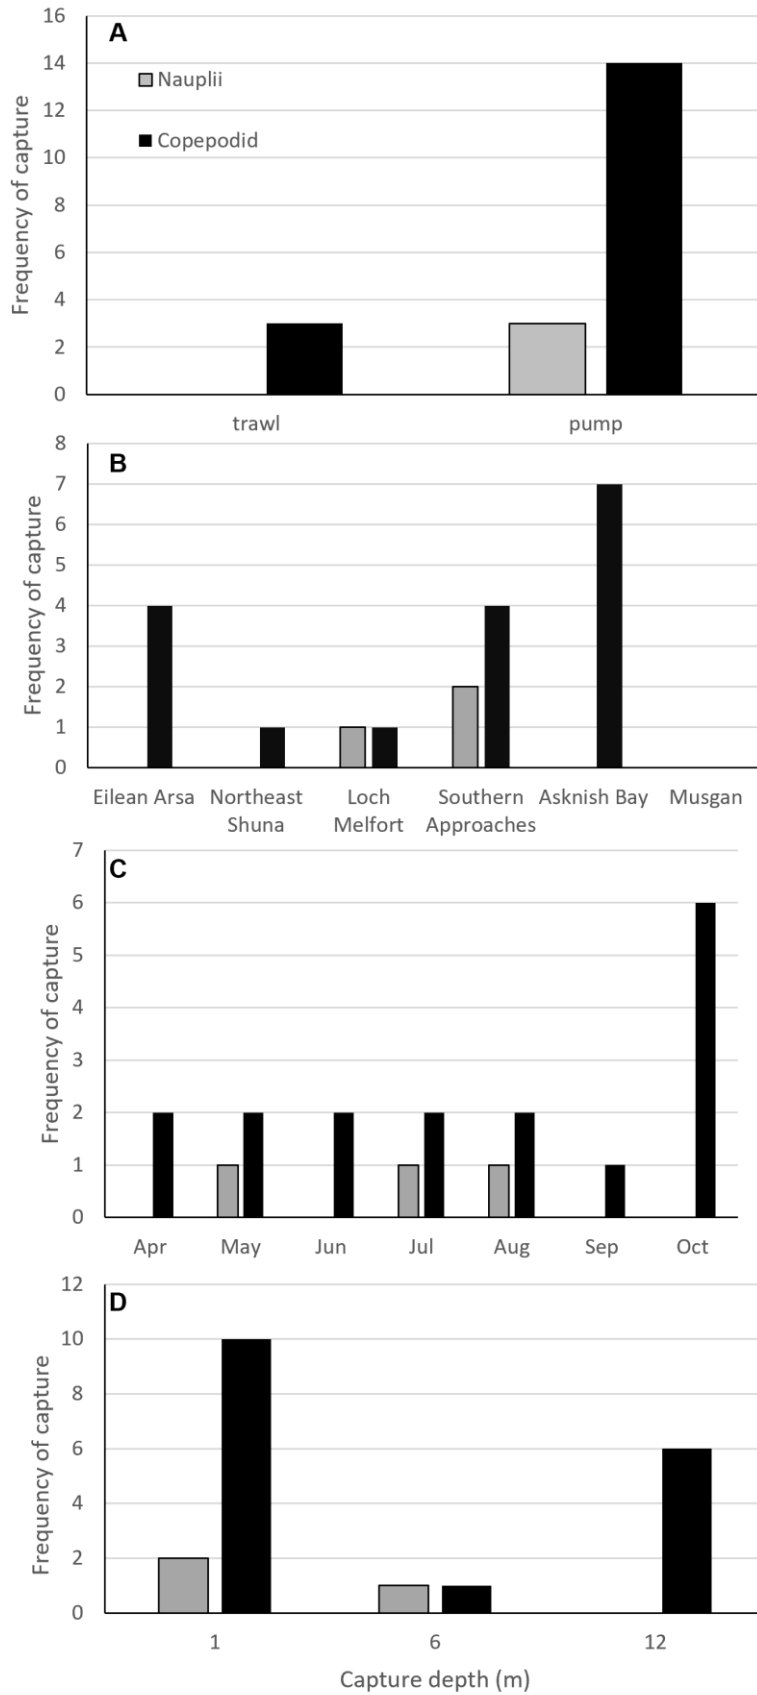 A
Nauplii
Copepodid
Frequency of capture
16
14
12
10
8
6
4
2
0
trawl pump
B
Frequency of capture
8
7
6
5
4
3
2
1
0
Eilean Arsa Northeast Loch Southern Asknish Bay Musgan
Shuna Melfort Approaches
C
Frequency of capture
7
6
5
4
3
2
1
0
Apr May Jun Jul Aug Sep Oct
D
Frequency of capture
12
10
8
6
4
2
0
1 6 12
Capture depth (m)